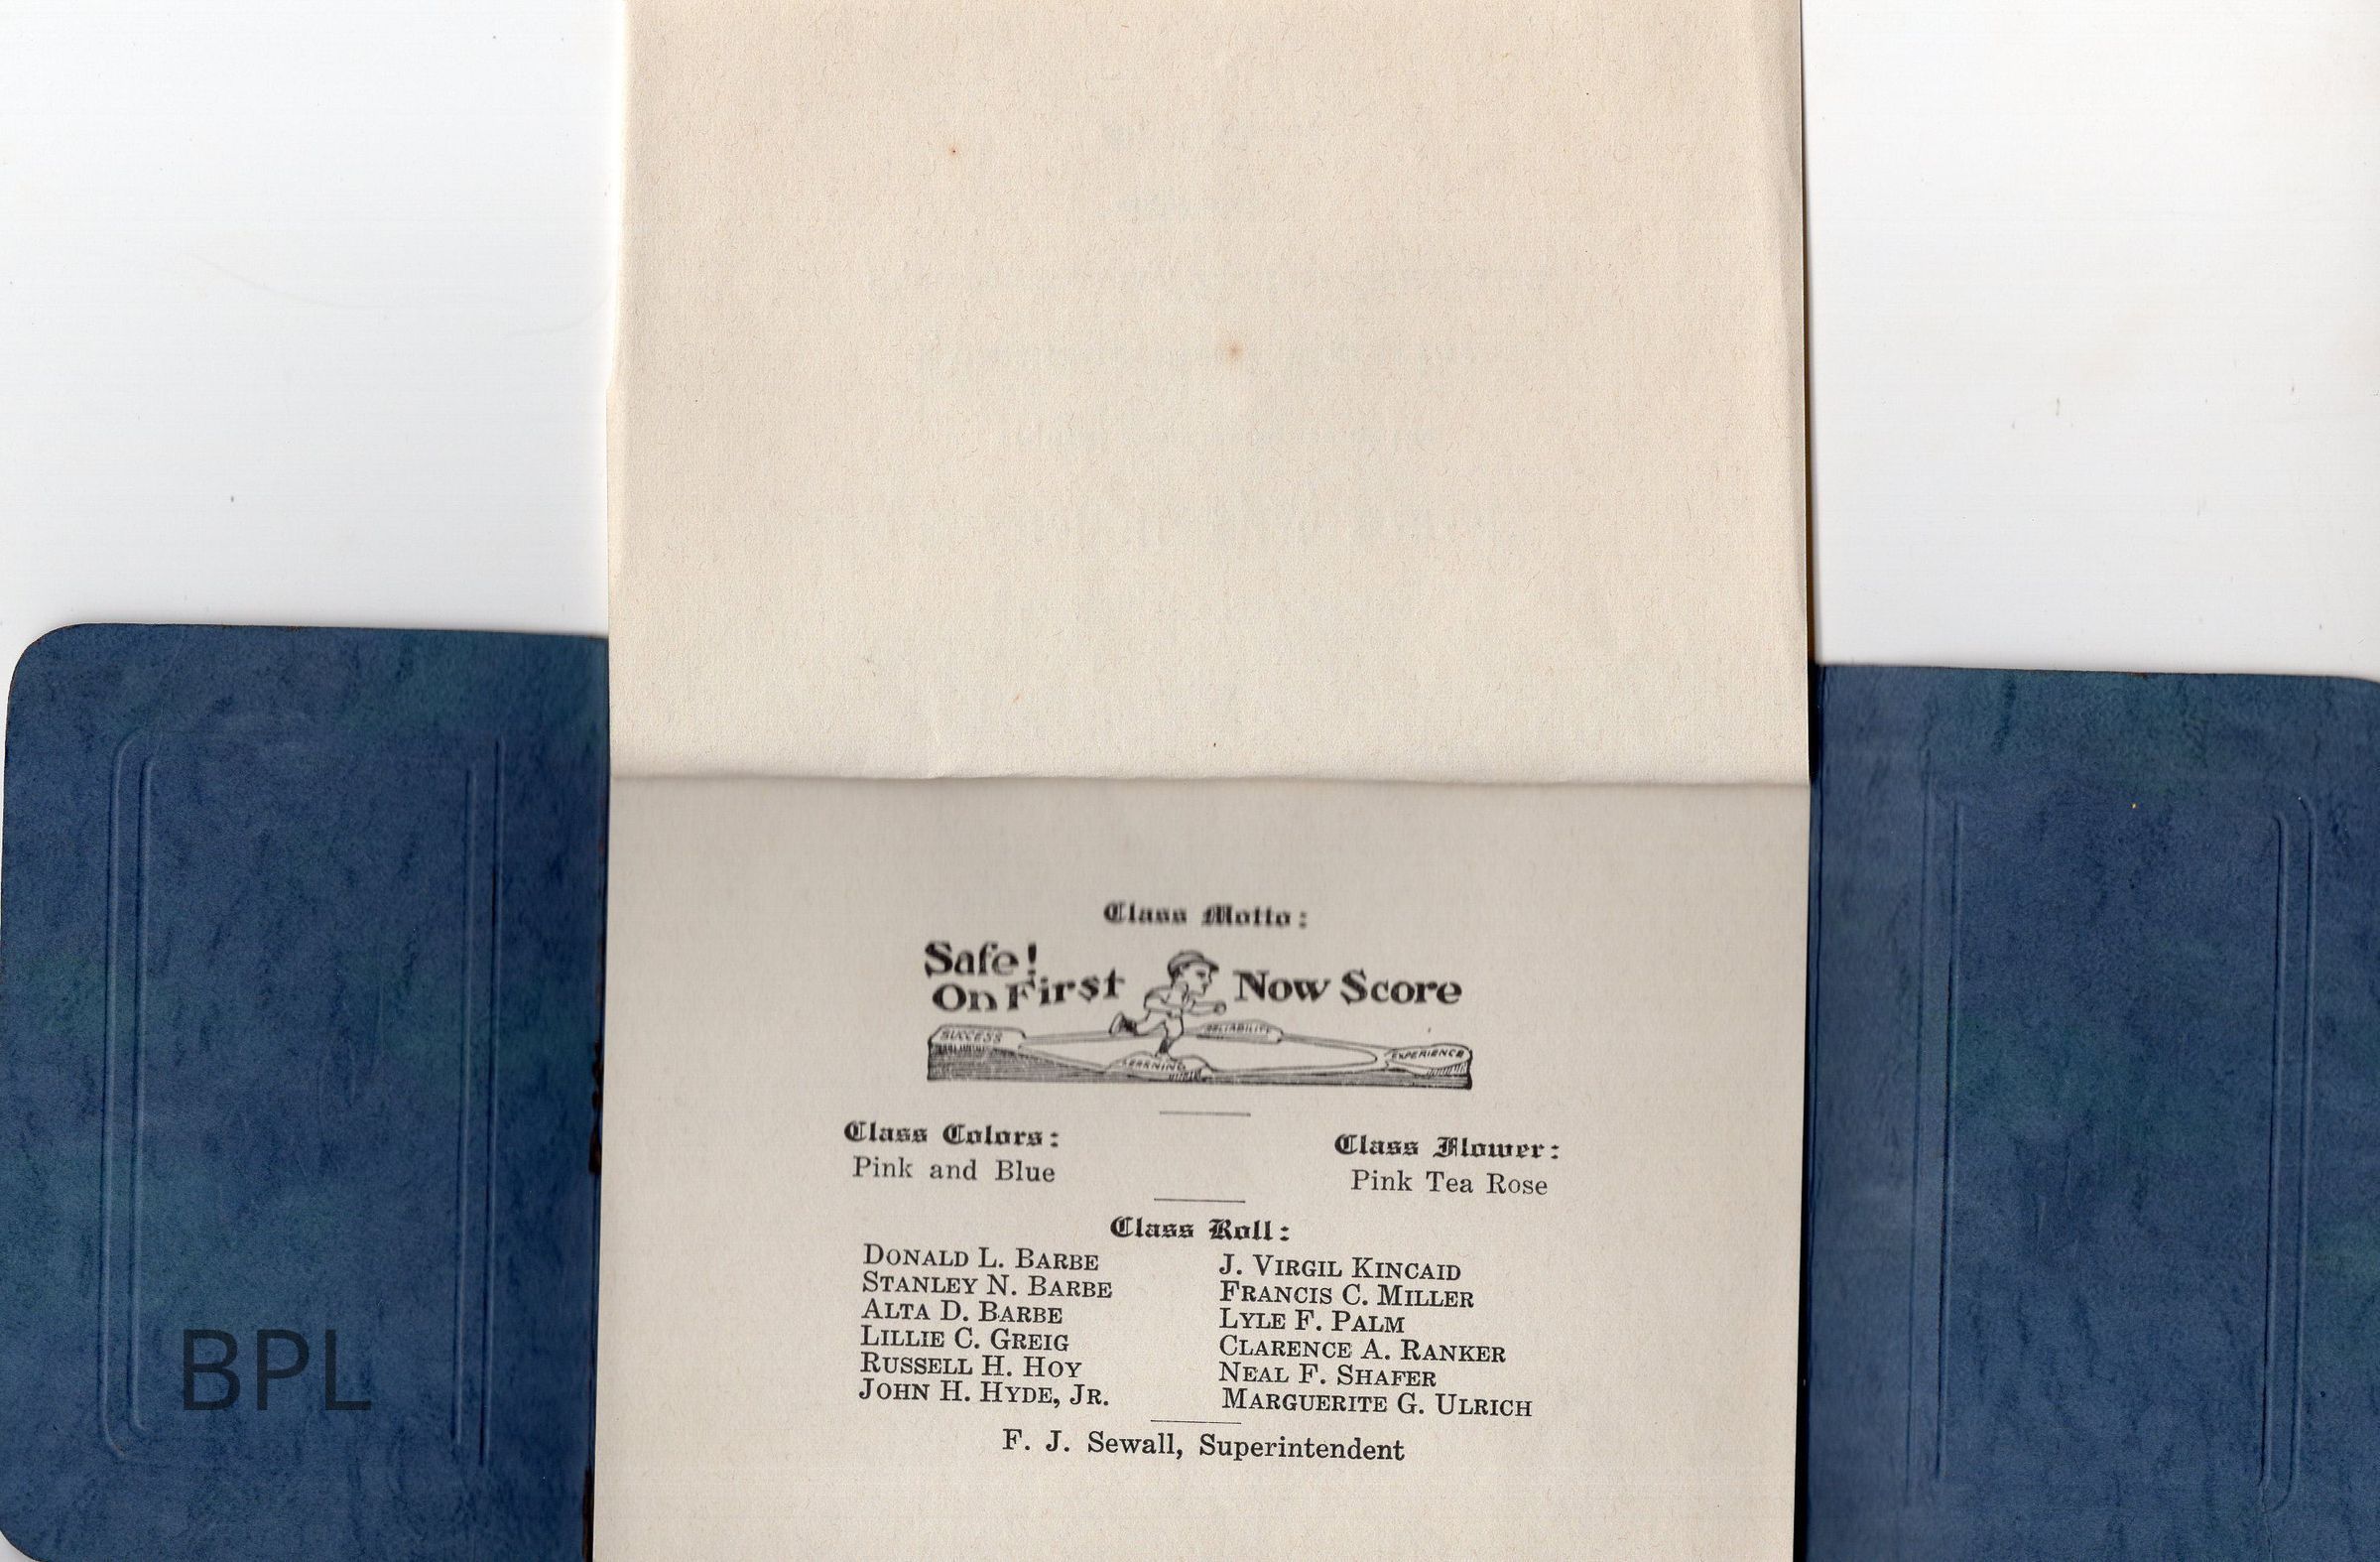 Class Motto:
Safe!
On First
Now Score
SUCCESS
RELIABILITY
EXPERIENCE
LEARNING
Class Colors:
Pink and Blue
Class Flower:
Pink Tea Rose
Class Roll:
DONALD L. BARBE
STANLEY N. BARBE
ALTA D. BARBE
LILLIE C. GREIG
RUSSELL H. HOY
JOHN H. HYDE, JR.
J. VIRGIL KINCAID
FRANCIS C. MILLER
LYLE F. PALM
CLARENCE A. RANKER
NEAL F. SHAFER
MARGUERITE G. ULRICH
F. J. Sewall, Superintendent
BPL